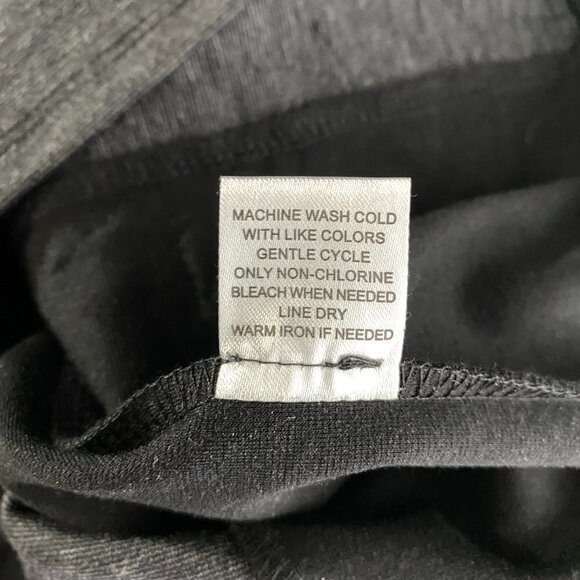 MACHINE WASH COLD
WITH LIKE COLORS
GENTLE CYCLE
ONLY NON-CHLORINE
BLEACH WHEN NEEDED
LINE DRY
WARM IRON IF NEEDED